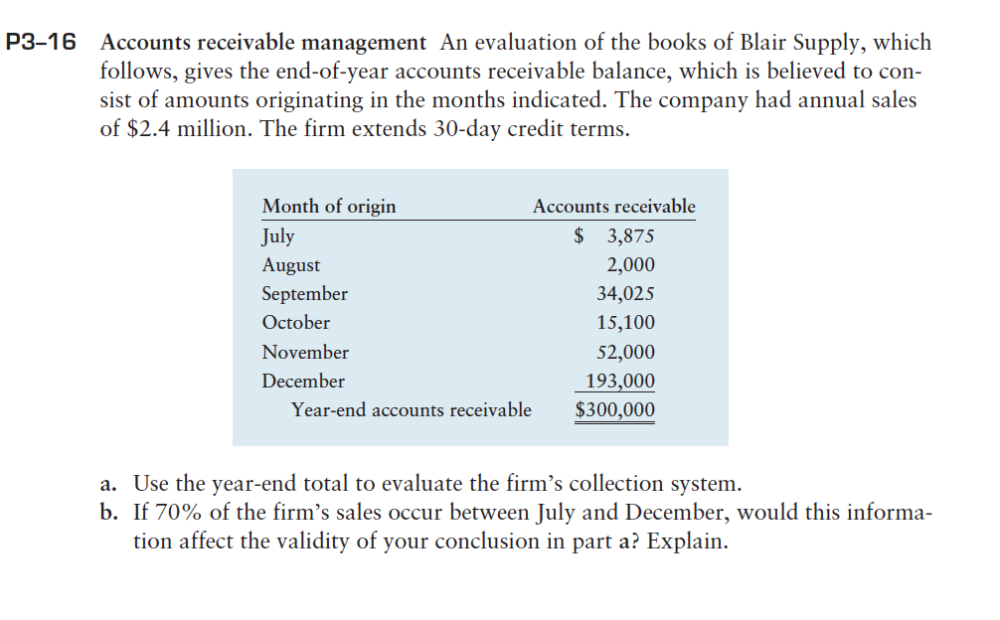 P3–16 Accounts receivable management An evaluation of the books of Blair Supply, which
follows, gives the end-of-year accounts receivable balance, which is believed to con-
sist of amounts originating in the months indicated. The company had annual sales
of $2.4 million. The firm extends 30-day credit terms.
Month of origin Accounts receivable
July $ 3,875
August 2,000
September 34,025
October 15,100
November 52,000
December 193,000
Year-end accounts receivable $300,000
a. Use the year-end total to evaluate the firm’s collection system.
b. If 70% of the firm’s sales occur between July and December, would this informa-
tion affect the validity of your conclusion in part a? Explain.